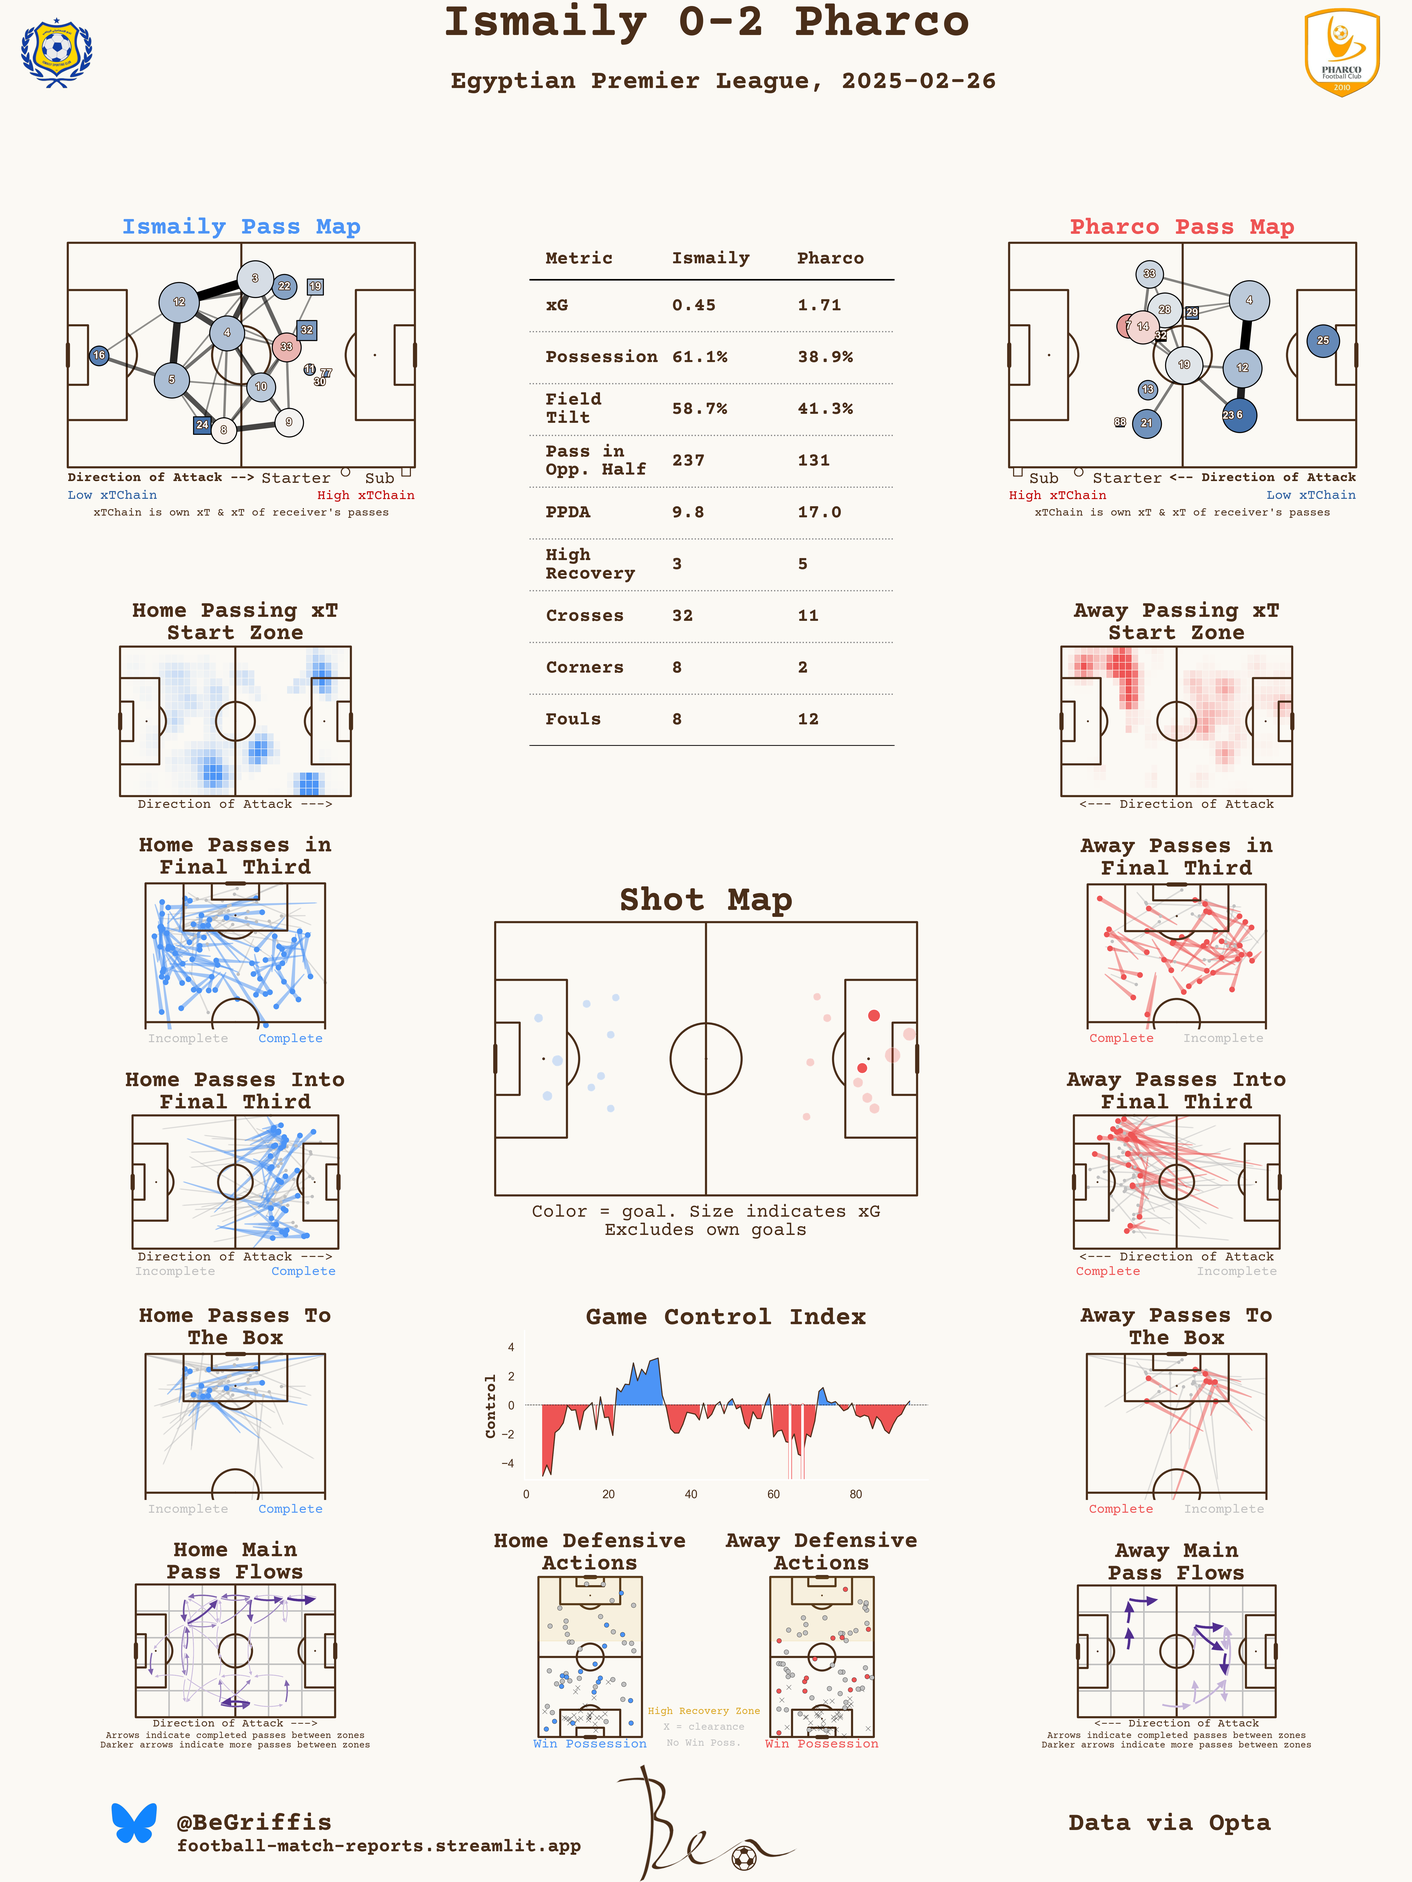 Ismaily 0-2 Pharco
Egyptian Premier League, 2025-02-26
PHARCO
Football Club
2010
Ismaily Pass Map
3
22
19
12
4
32
33
16
11
77
30
5
10
24
8
9
Direction of Attack --> Starter Sub
Low xTChain High xTChain
xTChain is own xT & xT of receiver's passes
Metric Ismaily Pharco
xG 0.45 1.71
Possession 61.1% 38.9%
Field
Tilt 58.7% 41.3%
Pass in
Opp. Half 237 131
PPDA 9.8 17.0
High
Recovery 3 5
Crosses 32 11
Corners 8 2
Fouls 8 12
Pharco Pass Map
33
4
28
29
7
14
32
25
19
12
13
23
6
88
21
Sub Starter <-- Direction of Attack
High xTChain Low xTChain
xTChain is own xT & xT of receiver's passes
Home Passing xT
Start Zone
Direction of Attack --->
Away Passing xT
Start Zone
<--- Direction of Attack
Home Passes in
Final Third
Incomplete Complete
Shot Map
Color = goal. Size indicates xG
Excludes own goals
Away Passes in
Final Third
Complete Incomplete
Home Passes Into
Final Third
Direction of Attack --->
Incomplete Complete
Away Passes Into
Final Third
<--- Direction of Attack
Complete Incomplete
Home Passes To
The Box
Incomplete Complete
Game Control Index
Control
4
2
0
−2
−4
0 20 40 60 80
Away Passes To
The Box
Complete Incomplete
Home Main
Pass Flows
Direction of Attack --->
Arrows indicate completed passes between zones
Darker arrows indicate more passes between zones
Home Defensive
Actions
Win Possession
High Recovery Zone
X = clearance
No Win Poss.
Away Defensive
Actions
Win Possession
Away Main
Pass Flows
<--- Direction of Attack
Arrows indicate completed passes between zones
Darker arrows indicate more passes between zones
@BeGriffis
football-match-reports.streamlit.app
Ben
Data via Opta